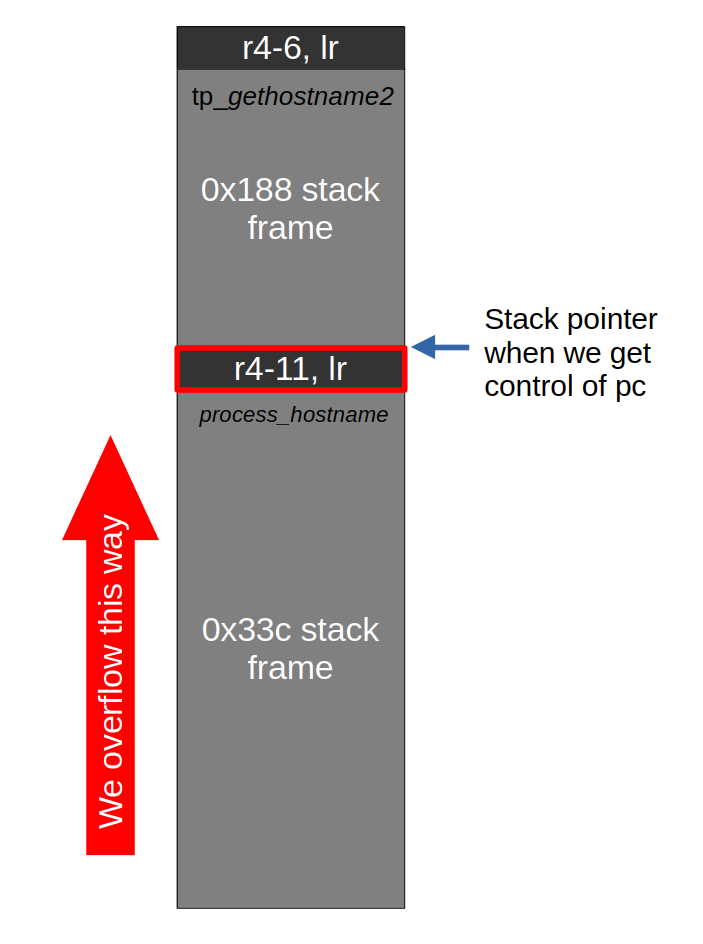 r4-6, lr
tp_gethostname2
0x188 stack
frame
Stack pointer
when we get
control of pc
r4-11, lr
process_hostname
We overflow this way
0x33c stack
frame